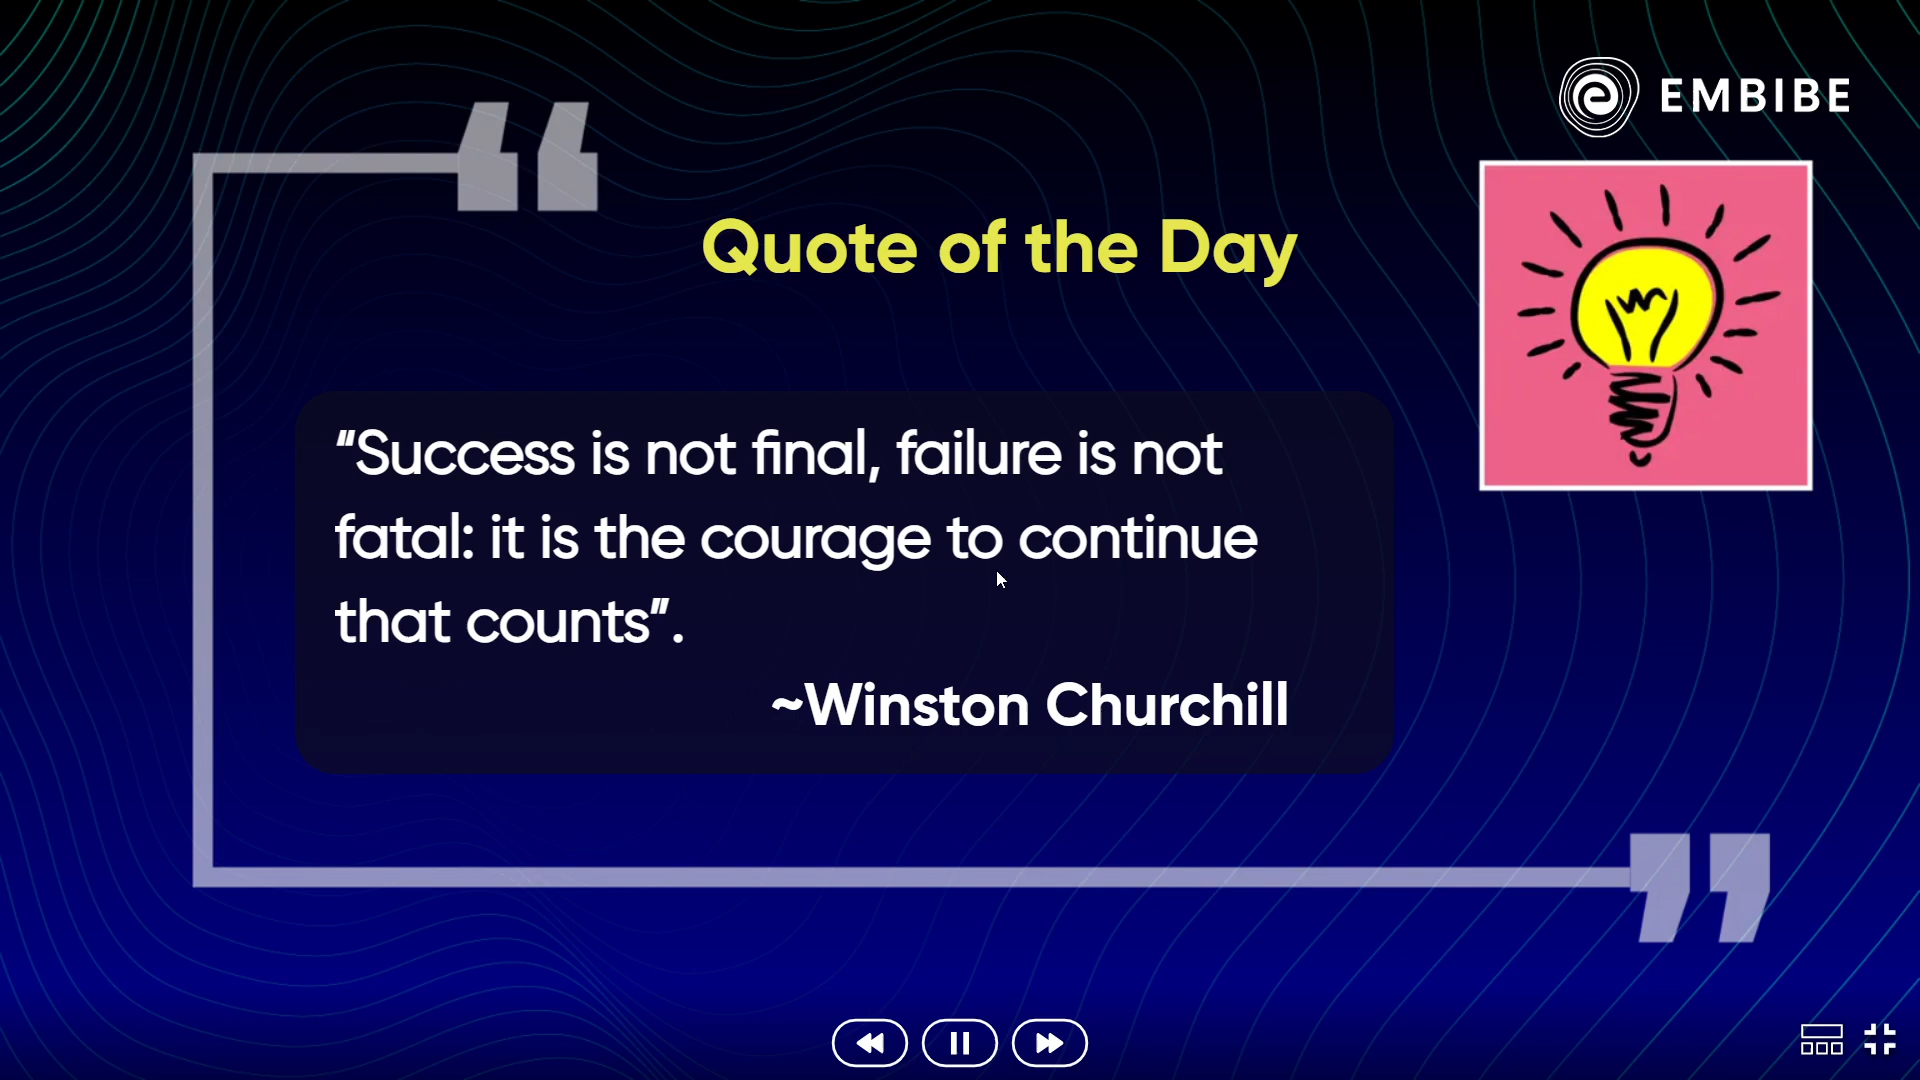 EMBIBE
Quote of the Day
“Success is not final, failure is not
fatal: it is the courage to continue
that counts”.
~Winston Churchill